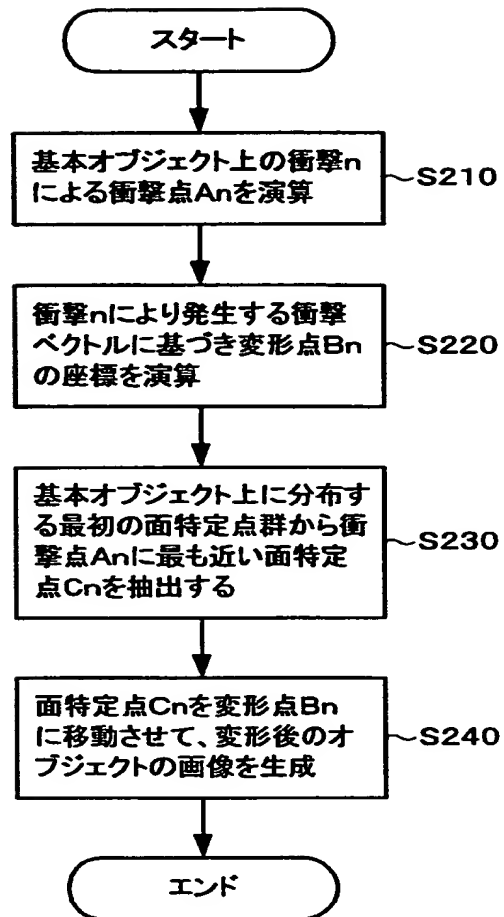 スタート
基本オブジェクト上の衝撃n
による衝撃点Anを演算
～S210
衝撃nにより発生する衝撃
ベクトルに基づき変形点Bn
の座標を演算
～S220
基本オブジェクト上に分布す
る最初の面特定点群から衝
撃点Anに最も近い面特定
点Cnを抽出する
～S230
面特定点Cnを変形点Bn
に移動させて、変形後のオ
ブジェクトの画像を生成
～S240
エンド